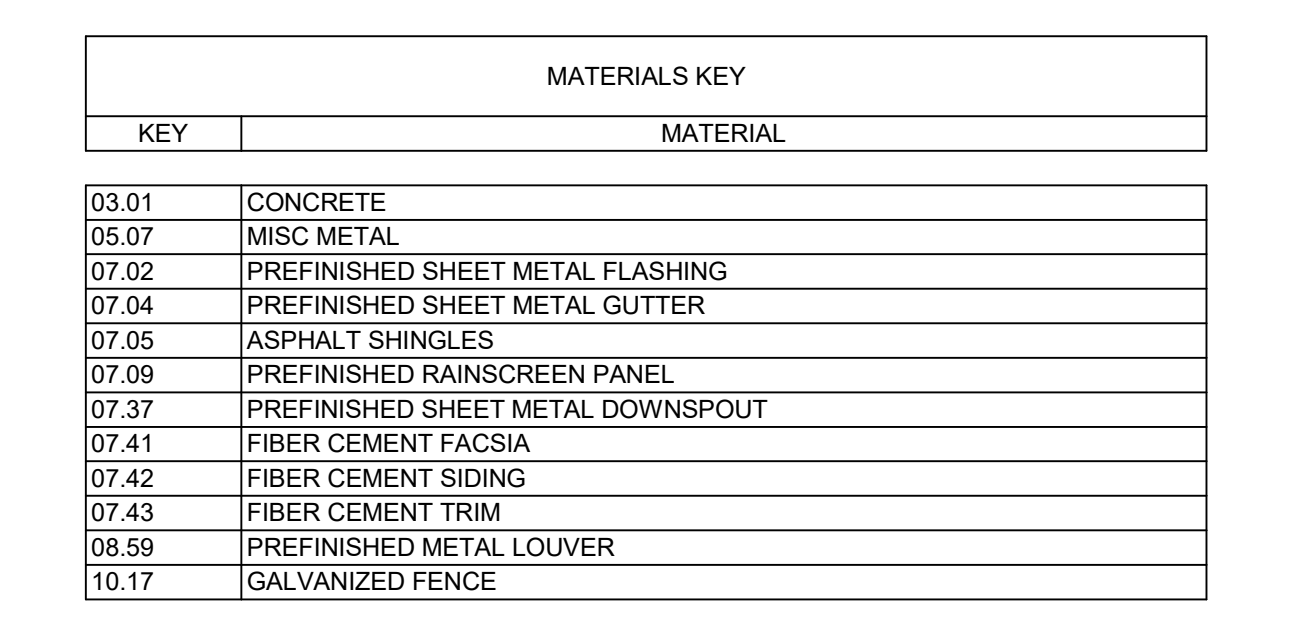 MATERIALS KEY
KEY MATERIAL
03.01 CONCRETE
05.07 MISC METAL
07.02 PREFINISHED SHEET METAL FLASHING
07.04 PREFINISHED SHEET METAL GUTTER
07.05 ASPHALT SHINGLES
07.09 PREFINISHED RAINSCREEN PANEL
07.37 PREFINISHED SHEET METAL DOWNSPOUT
07.41 FIBER CEMENT FACSIA
07.42 FIBER CEMENT SIDING
07.43 FIBER CEMENT TRIM
08.59 PREFINISHED METAL LOUVER
10.17 GALVANIZED FENCE